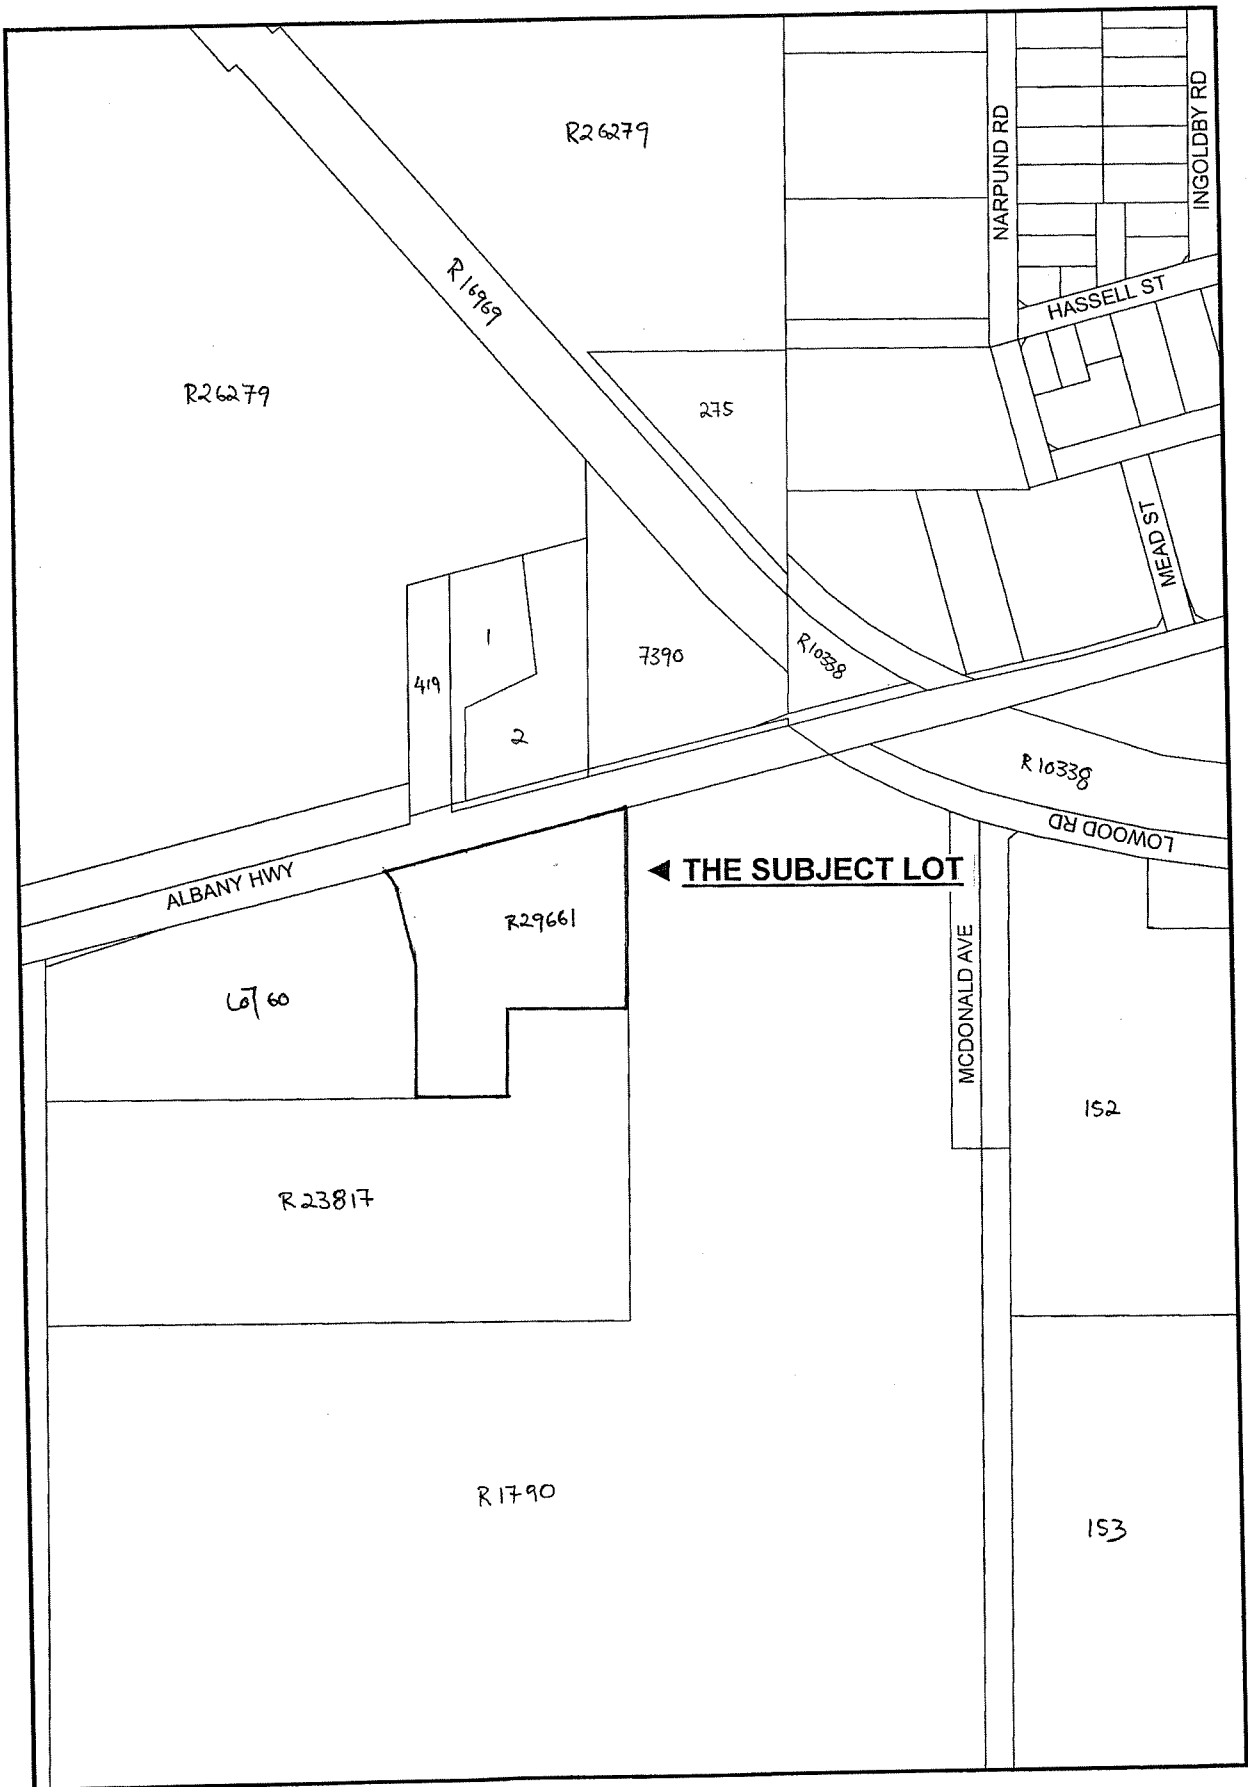 R26279
NARPUND RD
INGOLDBY RD
R16969
HASSELL ST
R26279
275
MEAD ST
1
7390
R10338
419
2
R10338
LOWOOD RD
◄ THE SUBJECT LOT
ALBANY HWY
R29661
MCDONALD AVE
Lot 60
152
R23817
R1790
153